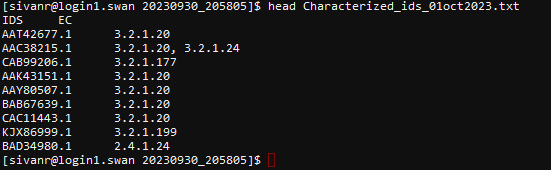 [sivanr@login1.swan 20230930_205805]$ head Characterized_ids_01oct2023.txt
IDS EC
AAT42677.1 3.2.1.20
AAC38215.1 3.2.1.20, 3.2.1.24
CAB99206.1 3.2.1.177
AAK43151.1 3.2.1.20
AAY80507.1 3.2.1.20
BAB67639.1 3.2.1.20
CAC11443.1 3.2.1.20
KJX86999.1 3.2.1.199
BAD34980.1 2.4.1.24
[sivanr@login1.swan 20230930_205805]$